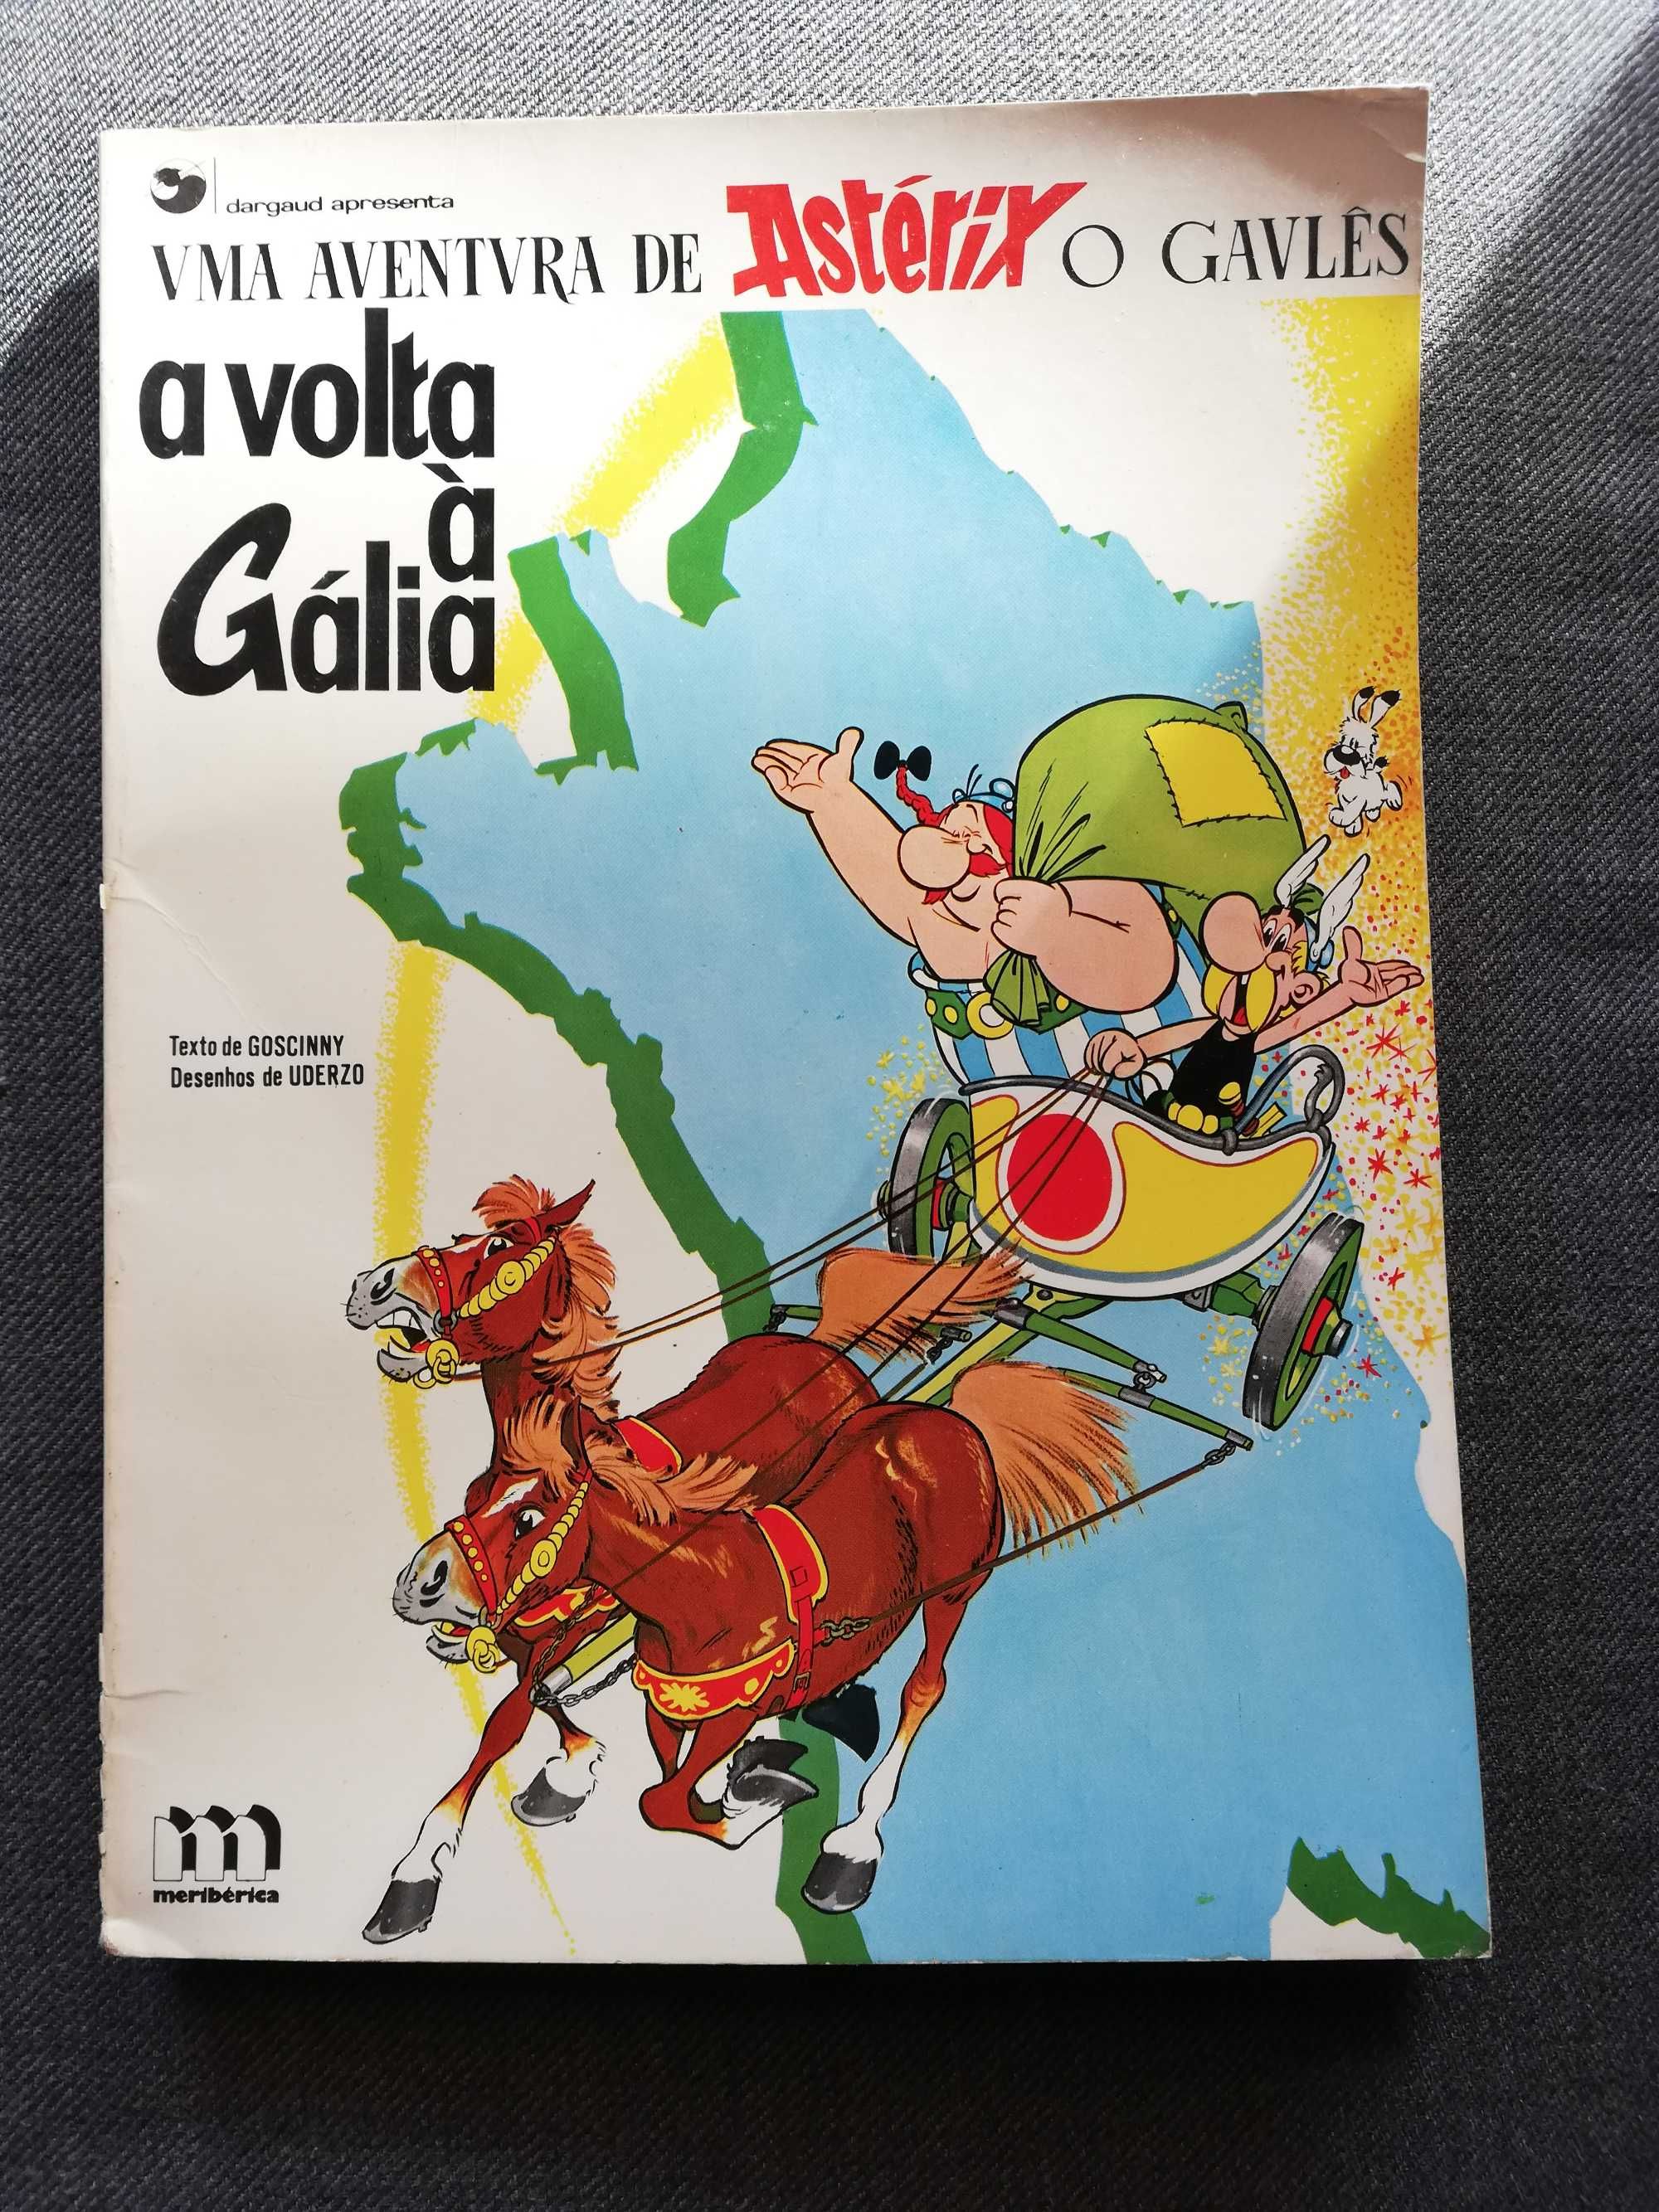 dargaud apresenta
VMA AVENTVRA DE Astérix O GAVLÊS
a volta
à
Gália
Texto de GOSCINNY
Desenhos de UDERZO
m
meribérica